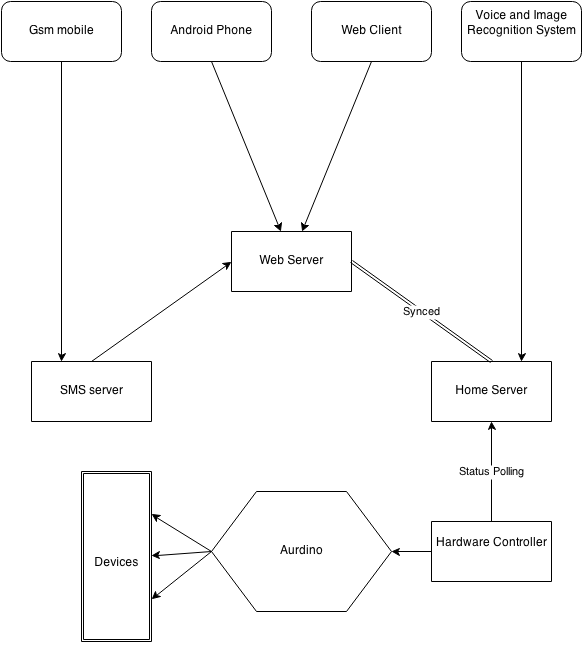 Gsm mobile
Android Phone
Web Client
Voice and Image
Recognition System
Web Server
Synced
SMS server
Home Server
Status Polling
Hardware Controller
Aurdino
Devices